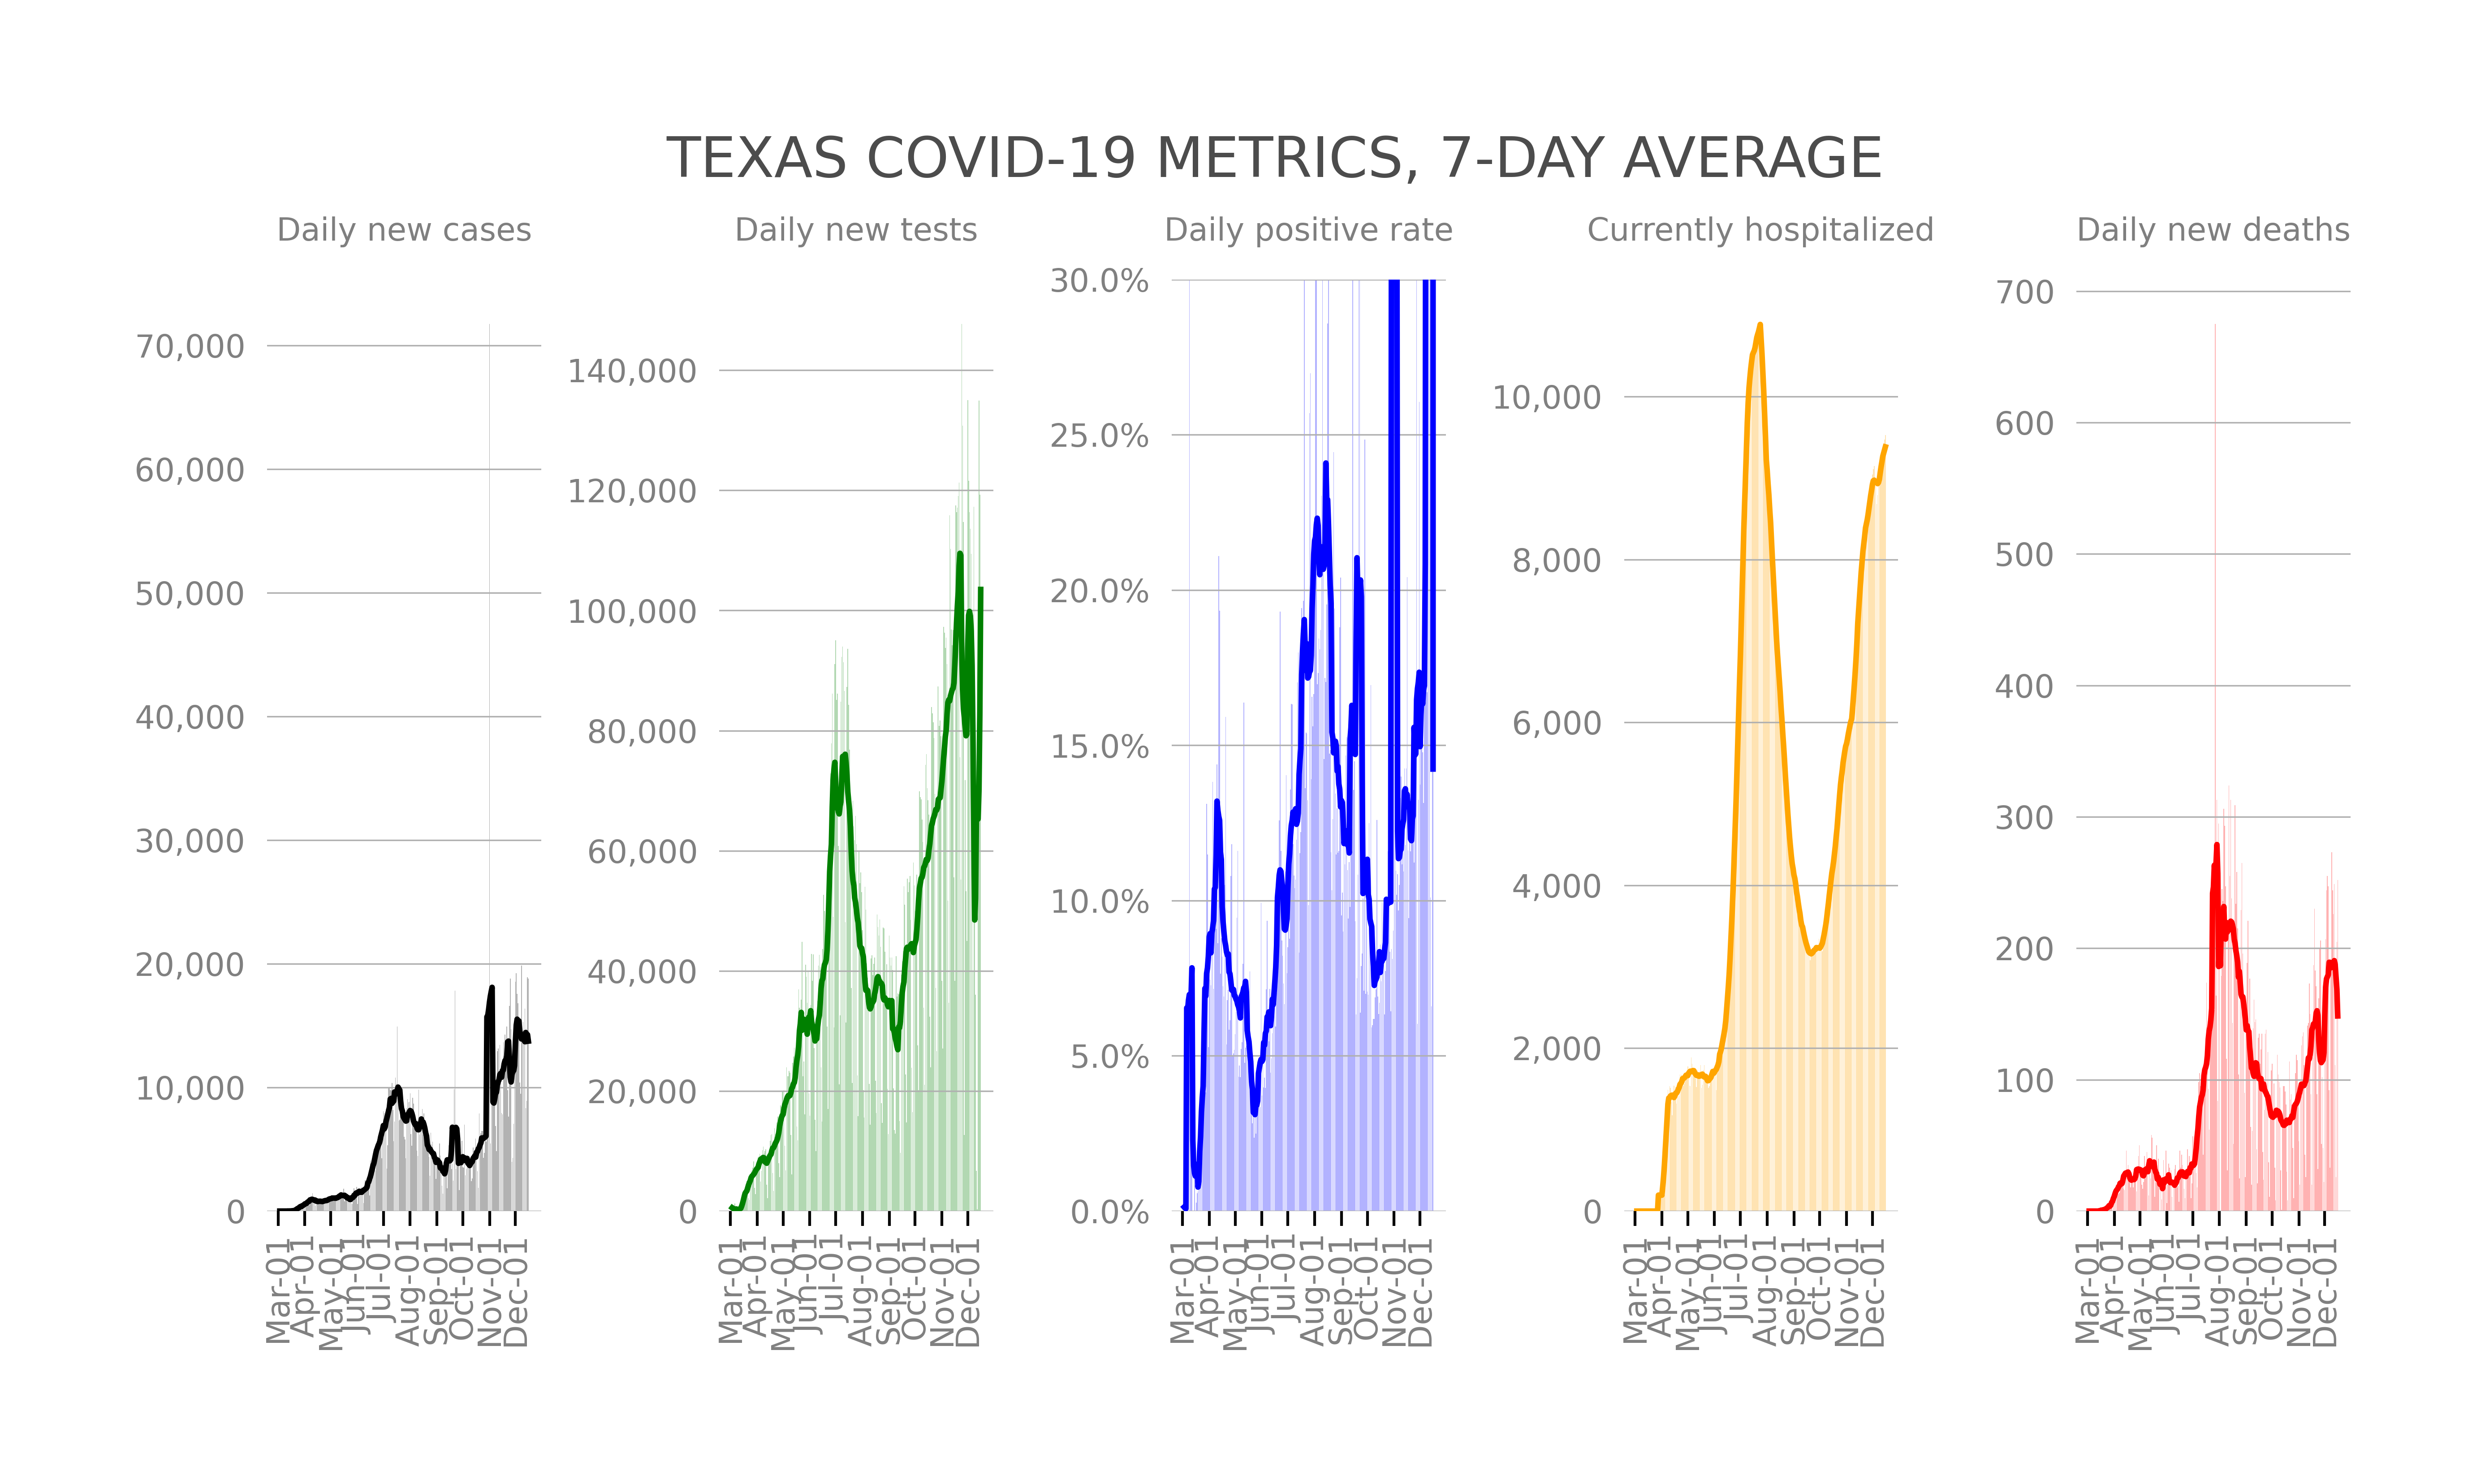 TEXAS COVID-19 METRICS, 7-DAY AVERAGE
Daily new cases
70,000
60,000
50,000
40,000
30,000
20,000
10,000
0
Mar-01
Apr-01
May-01
Jun-01
Jul-01
Aug-01
Sep-01
Oct-01
Nov-01
Dec-01
Daily new tests
140,000
120,000
100,000
80,000
60,000
40,000
20,000
0
Mar-01
Apr-01
May-01
Jun-01
Jul-01
Aug-01
Sep-01
Oct-01
Nov-01
Dec-01
Daily positive rate
30.0%
25.0%
20.0%
15.0%
10.0%
5.0%
0.0%
Mar-01
Apr-01
May-01
Jun-01
Jul-01
Aug-01
Sep-01
Oct-01
Nov-01
Dec-01
Currently hospitalized
10,000
8,000
6,000
4,000
2,000
0
Mar-01
Apr-01
May-01
Jun-01
Jul-01
Aug-01
Sep-01
Oct-01
Nov-01
Dec-01
Daily new deaths
700
600
500
400
300
200
100
0
Mar-01
Apr-01
May-01
Jun-01
Jul-01
Aug-01
Sep-01
Oct-01
Nov-01
Dec-01